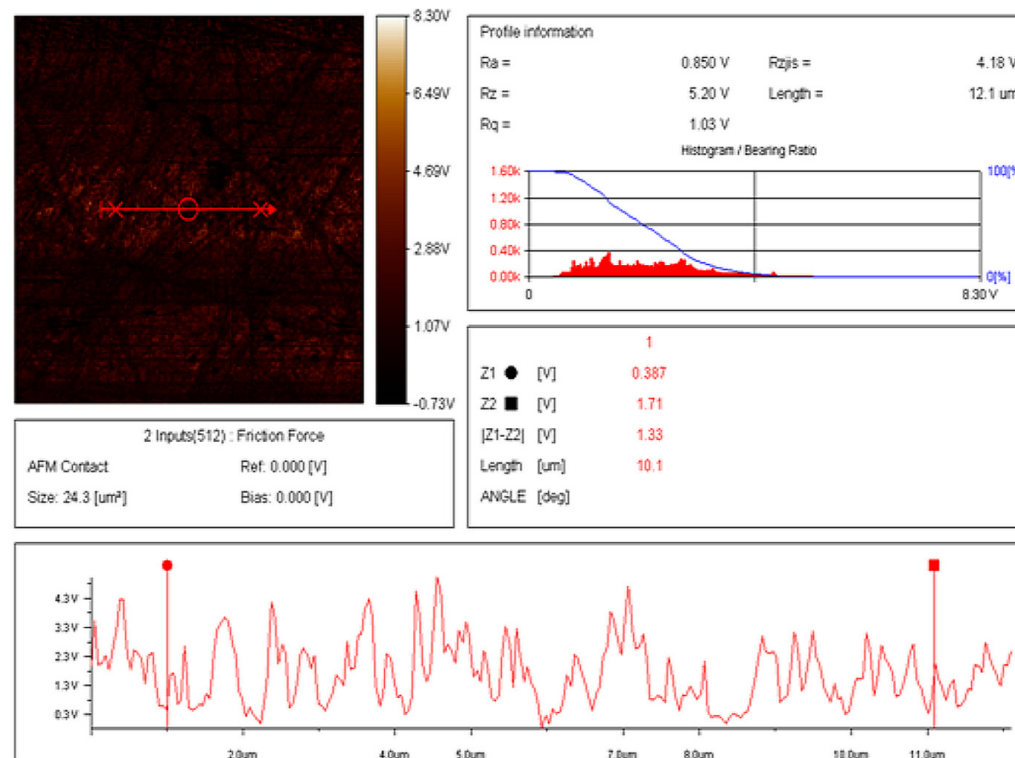 8.30V
6.49V
4.69V
2.88V
1.07V
-0.73V
Profile information
Ra = 0.850 V Rzjis = 4.18 V
Rz = 5.20 V Length = 12.1 um
Rq = 1.03 V
Histogram / Bearing Ratio
1.60k 100[%]
1.20k
0.80k
0.40k
0.00k 0[%]
0 8.30 V
2 Inputs(512) : Friction Force
AFM Contact Ref: 0.000 [V]
Size: 24.3 [um²] Bias: 0.000 [V]
1
Z1 ● [V] 0.387
Z2 ■ [V] 1.71
|Z1-Z2| [V] 1.33
Length [um] 10.1
ANGLE [deg]
4.3V
3.3V
2.3V
1.3V
0.3V
2.0um 4.0um 5.0um 7.0um 8.0um 10.0um 11.0um